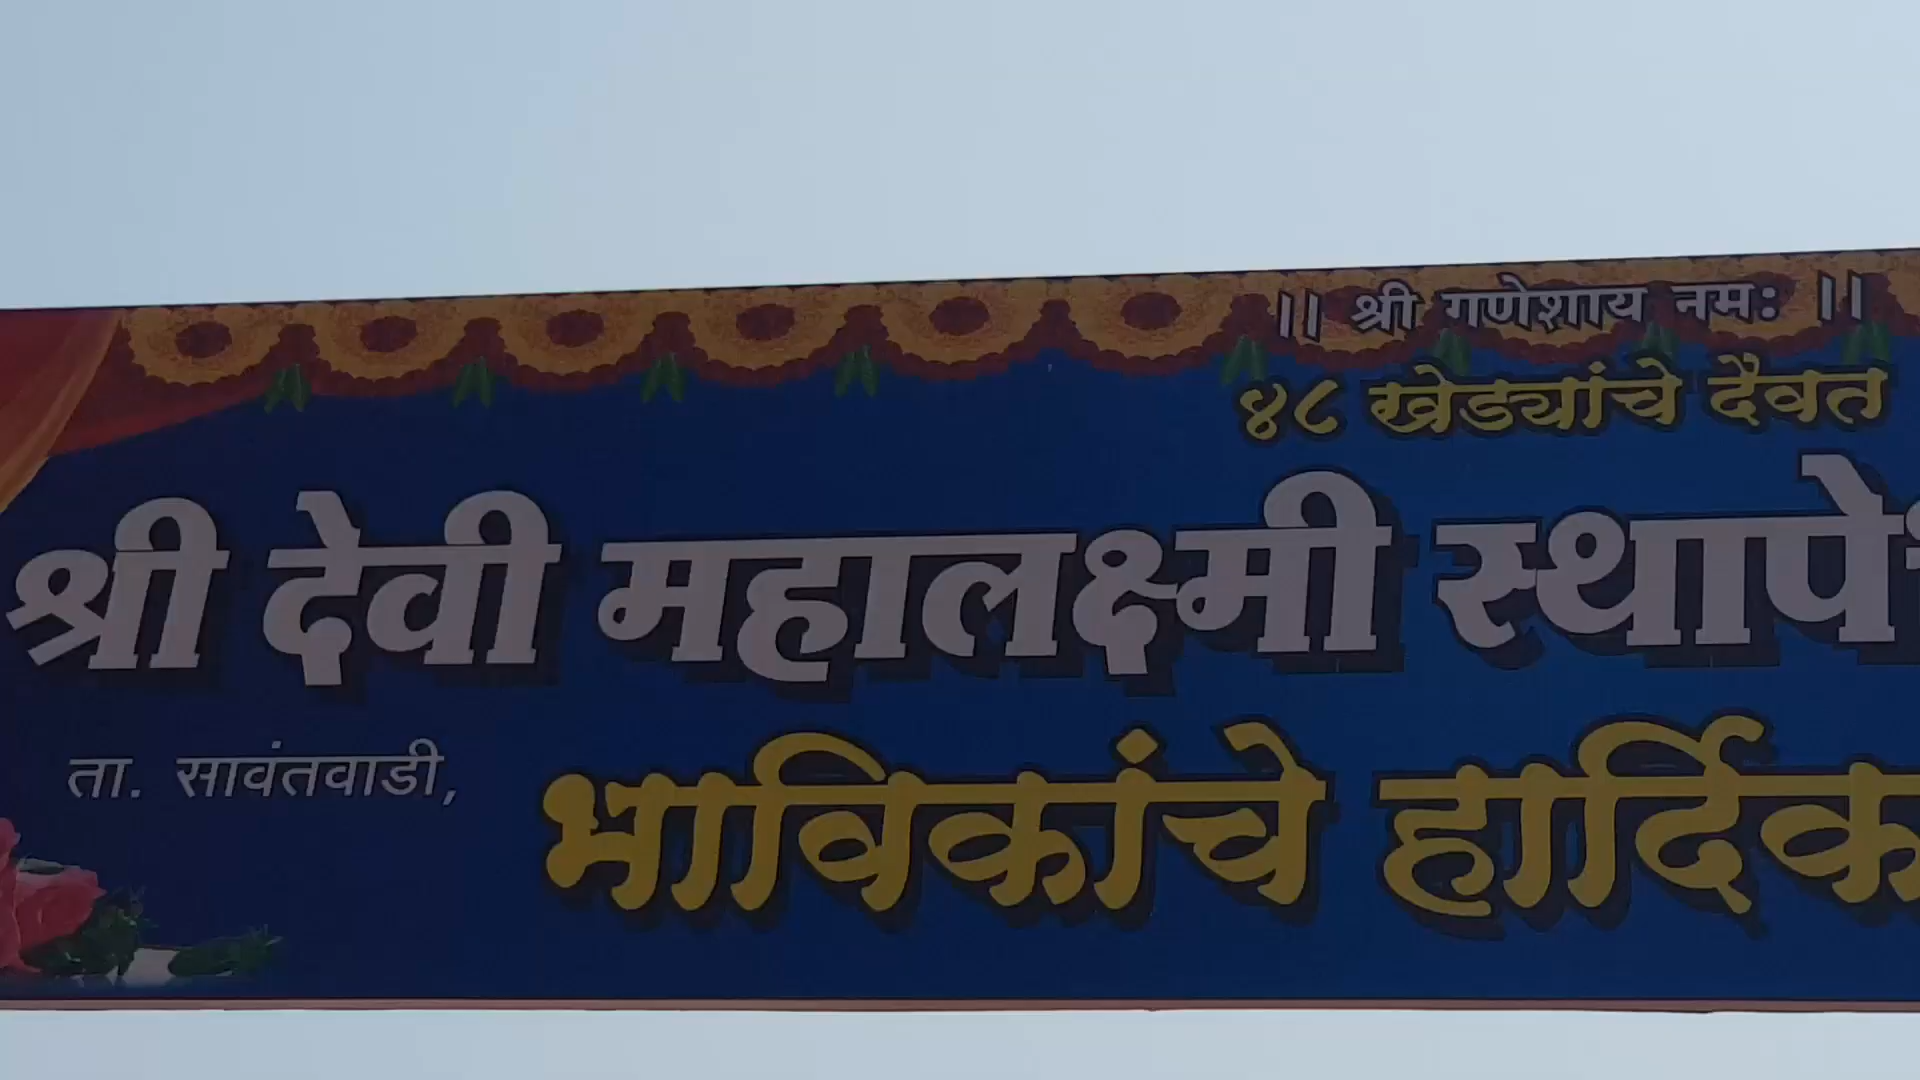 || श्री गणेशाय नमः ||
४८ खेड्यांचे दैवत
श्री देवी महालक्ष्मी
ता. सावंतवाडी,
भाविकांचे हार्दिक